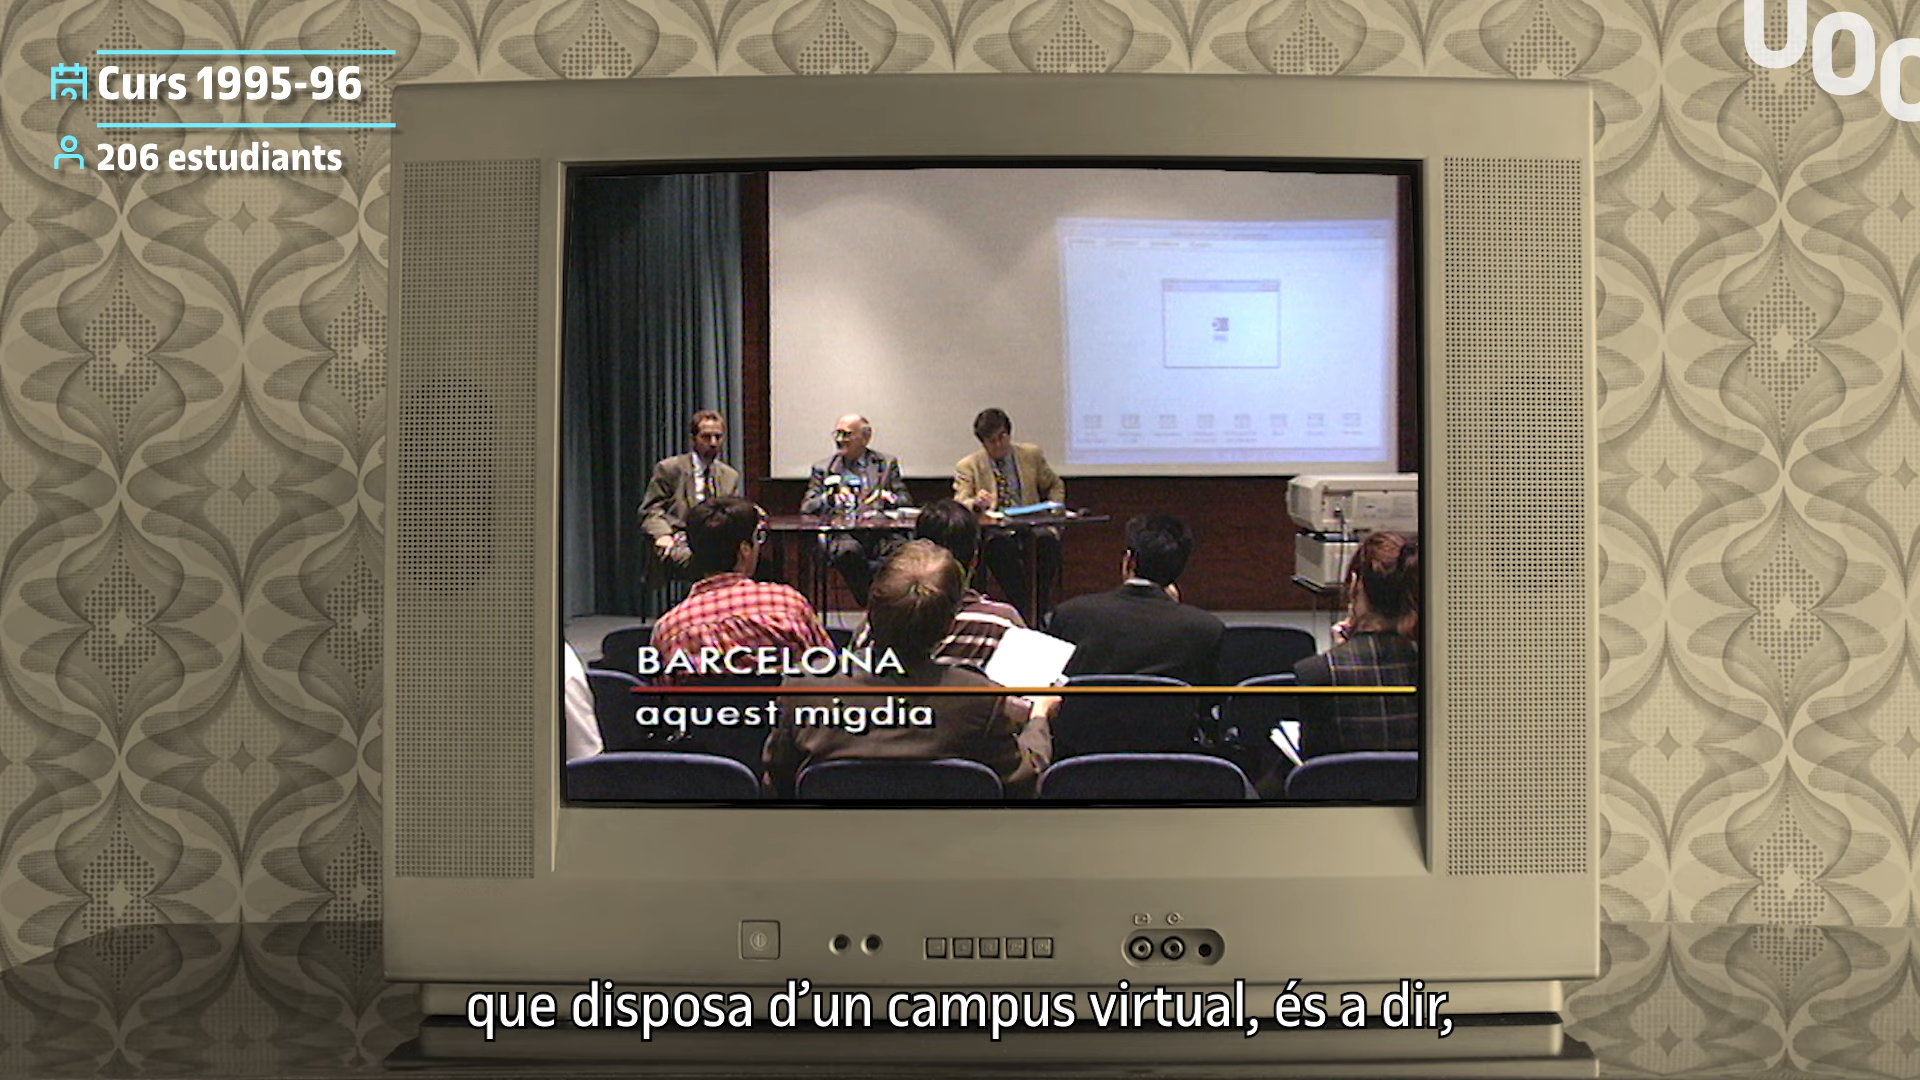 Curs 1995-96
206 estudiants
UOC
BARCELONA
aquest migdia
que disposa d'un campus virtual, és a dir,